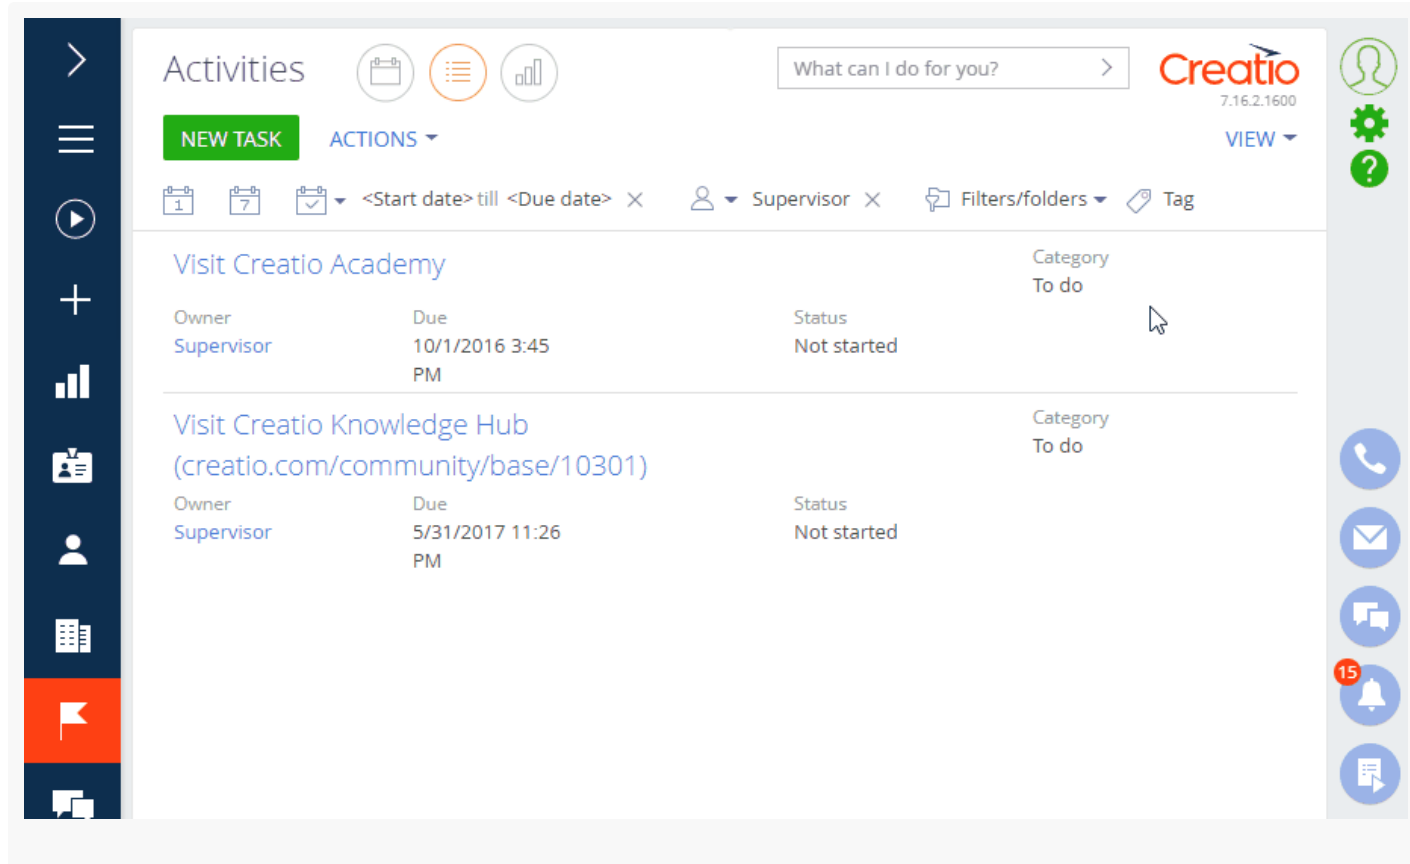 Activities
What can I do for you?
Creatio
7.16.2.1600
NEW TASK
ACTIONS
VIEW
1
7
<Start date> till <Due date>
Supervisor
Filters/folders
Tag
Visit Creatio Academy
Category
To do
Owner
Due
Status
Supervisor
10/1/2016 3:45
PM
Not started
Visit Creatio Knowledge Hub
(creatio.com/community/base/10301)
Category
To do
Owner
Due
Status
Supervisor
5/31/2017 11:26
PM
Not started
?
15